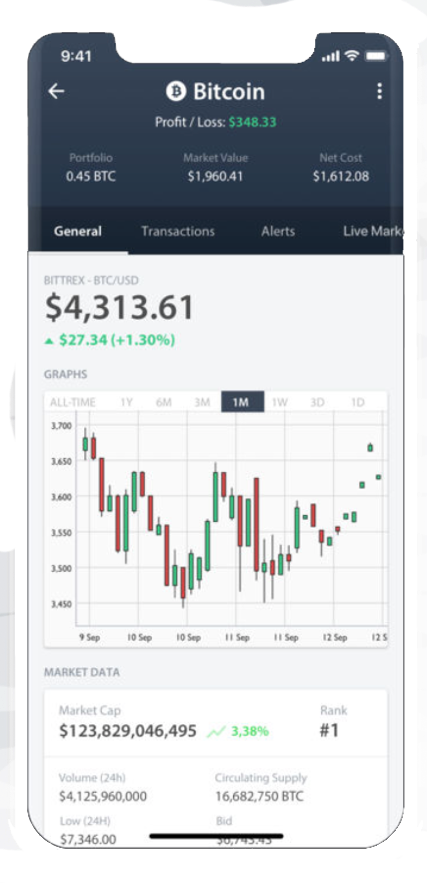 9:41
Bitcoin
Profit / Loss: $348.33
Portfolio Market Value Net Cost
0.45 BTC $1,960.41 $1,612.08
General Transactions Alerts Live Mark
BITTREX - BTC/USD
$4,313.61
$27.34 (+1.30%)
GRAPHS
ALL-TIME 1Y 6M 3M 1M 1W 3D 1D
3,700
3,650
3,600
3,550
3,500
3,450
9 Sep 10 Sep 10 Sep 11 Sep 11 Sep 12 Sep 12 S
MARKET DATA
Market Cap Rank
$123,829,046,495 3,38% #1
Volume (24h) Circulating Supply
$4,125,960,000 16,682,750 BTC
Low (24H) Bid
$7,346.00